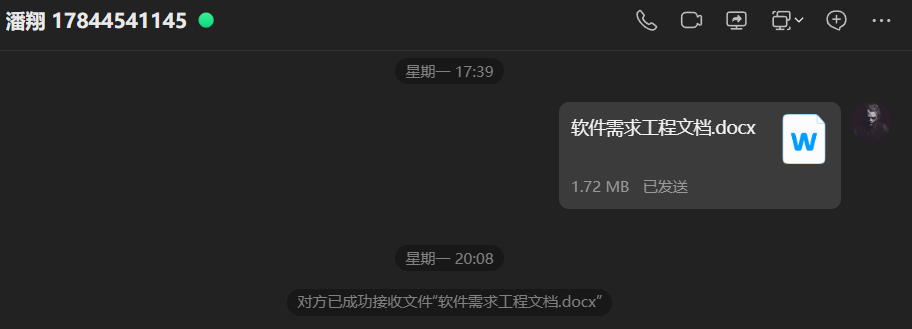 潘翔 17844541145
星期一 17:39
软件需求工程文档.docx
W
1.72 MB 已发送
星期一 20:08
对方已成功接收文件“软件需求工程文档.docx”